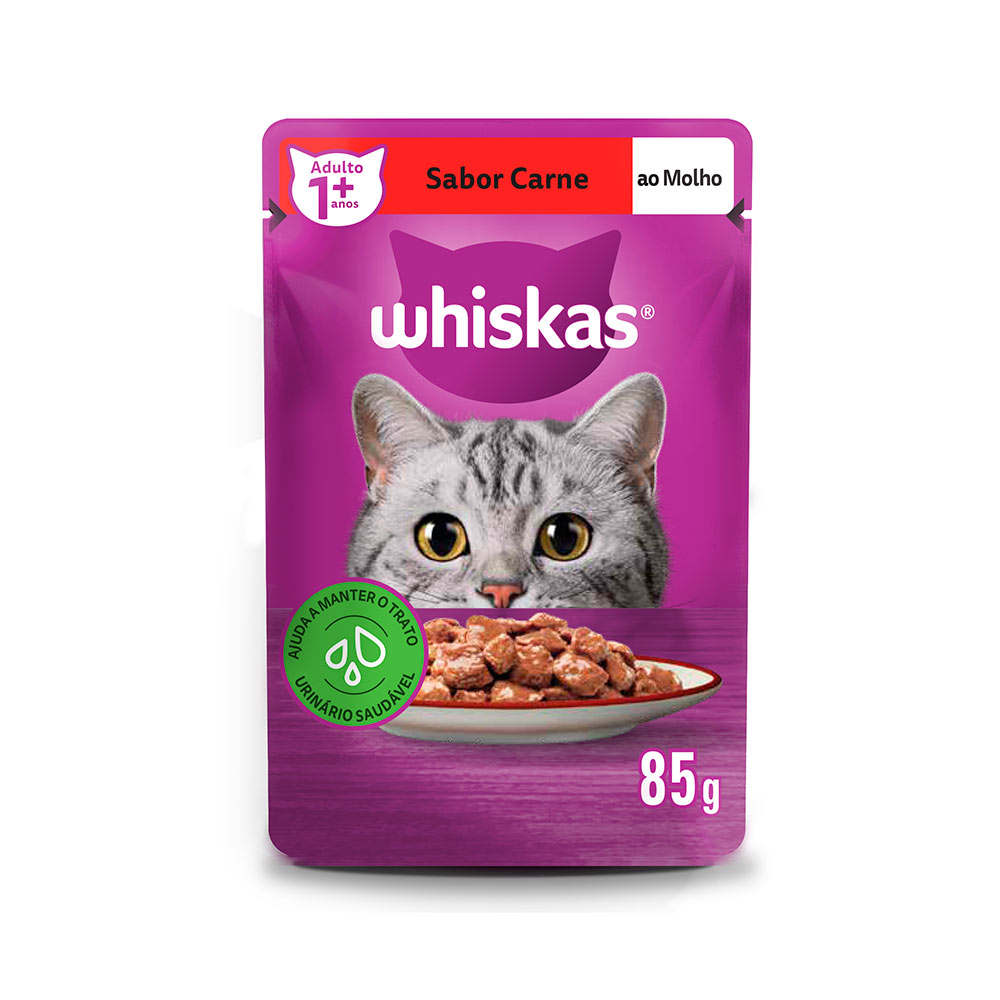 Adulto
1+
anos
Sabor Carne
ao Molho
whiskas®
AJUDA A MANTER O TRATO
URINÁRIO SAUDÁVEL
85g